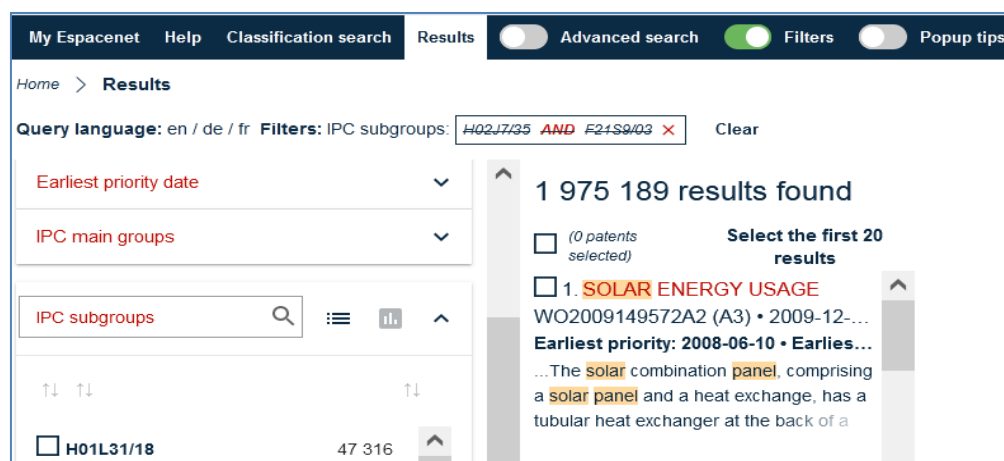 My Espacenet Help Classification search Results Advanced search Filters Popup tips
Home > Results
Query language: en / de / fr Filters: IPC subgroups: H02J7/35 AND F21S9/03 × Clear
Earliest priority date
IPC main groups
IPC subgroups
H01L31/18 47 316
1 975 189 results found
(0 patents
selected)
Select the first 20
results
1. SOLAR ENERGY USAGE
WO2009149572A2 (A3) • 2009-12-...
Earliest priority: 2008-06-10 • Earlies...
...The solar combination panel, comprising
a solar panel and a heat exchange, has a
tubular heat exchanger at the back of a